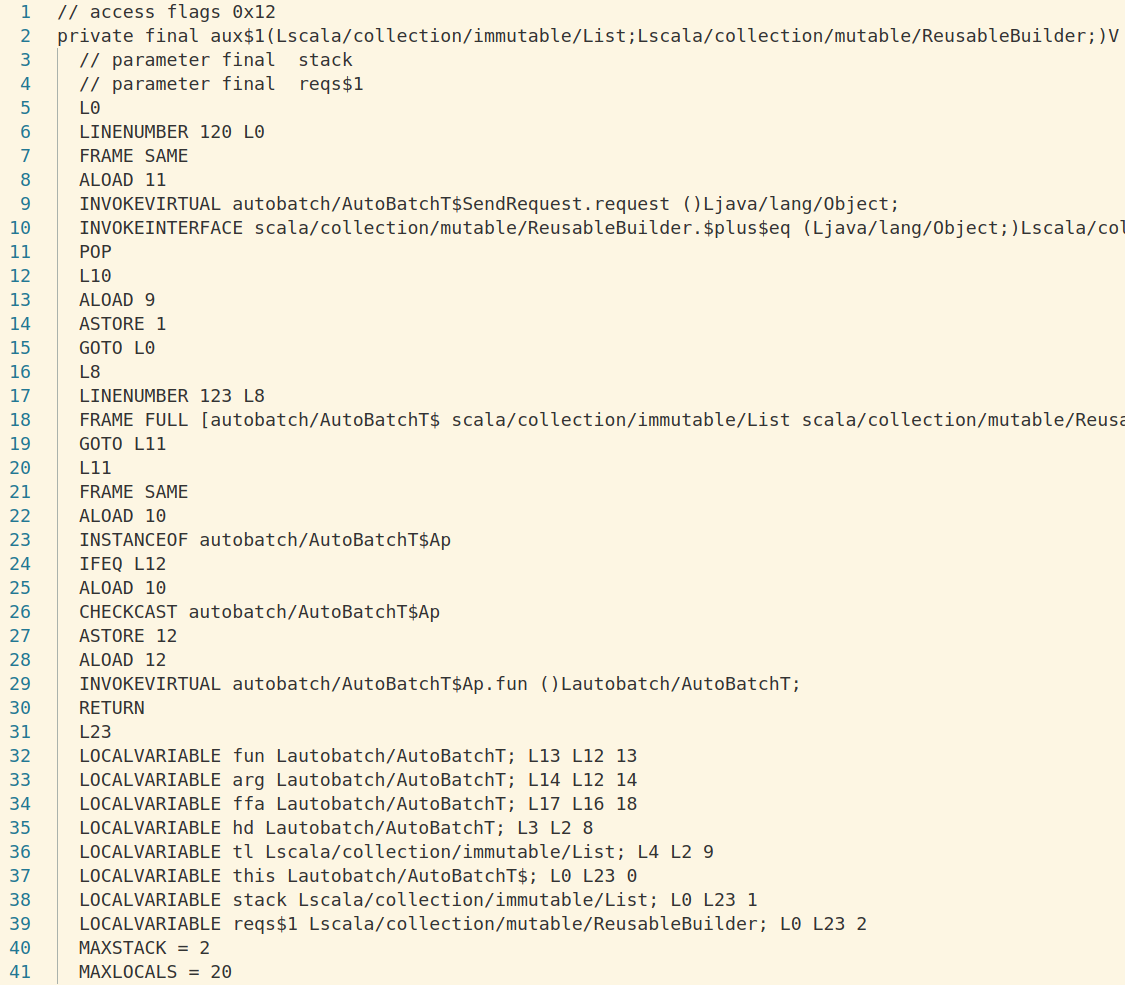 1 // access flags 0x12
2 private final aux$1(Lscala/collection/immutable/List;Lscala/collection/mutable/ReusableBuilder;)V
3 // parameter final  stack
4 // parameter final  reqs$1
5 L0
6 LINENUMBER 120 L0
7 FRAME SAME
8 ALOAD 11
9 INVOKEVIRTUAL autobatch/AutoBatchT$SendRequest.request ()Ljava/lang/Object;
10 INVOKEINTERFACE scala/collection/mutable/ReusableBuilder.$plus$eq (Ljava/lang/Object;)Lscala/col
11 POP
12 L10
13 ALOAD 9
14 ASTORE 1
15 GOTO L0
16 L8
17 LINENUMBER 123 L8
18 FRAME FULL [autobatch/AutoBatchT$ scala/collection/immutable/List scala/collection/mutable/Reusa
19 GOTO L11
20 L11
21 FRAME SAME
22 ALOAD 10
23 INSTANCEOF autobatch/AutoBatchT$Ap
24 IFEQ L12
25 ALOAD 10
26 CHECKCAST autobatch/AutoBatchT$Ap
27 ASTORE 12
28 ALOAD 12
29 INVOKEVIRTUAL autobatch/AutoBatchT$Ap.fun ()Lautobatch/AutoBatchT;
30 RETURN
31 L23
32 LOCALVARIABLE fun Lautobatch/AutoBatchT; L13 L12 13
33 LOCALVARIABLE arg Lautobatch/AutoBatchT; L14 L12 14
34 LOCALVARIABLE ffa Lautobatch/AutoBatchT; L17 L16 18
35 LOCALVARIABLE hd Lautobatch/AutoBatchT; L3 L2 8
36 LOCALVARIABLE tl Lscala/collection/immutable/List; L4 L2 9
37 LOCALVARIABLE this Lautobatch/AutoBatchT$; L0 L23 0
38 LOCALVARIABLE stack Lscala/collection/immutable/List; L0 L23 1
39 LOCALVARIABLE reqs$1 Lscala/collection/mutable/ReusableBuilder; L0 L23 2
40 MAXSTACK = 2
41 MAXLOCALS = 20